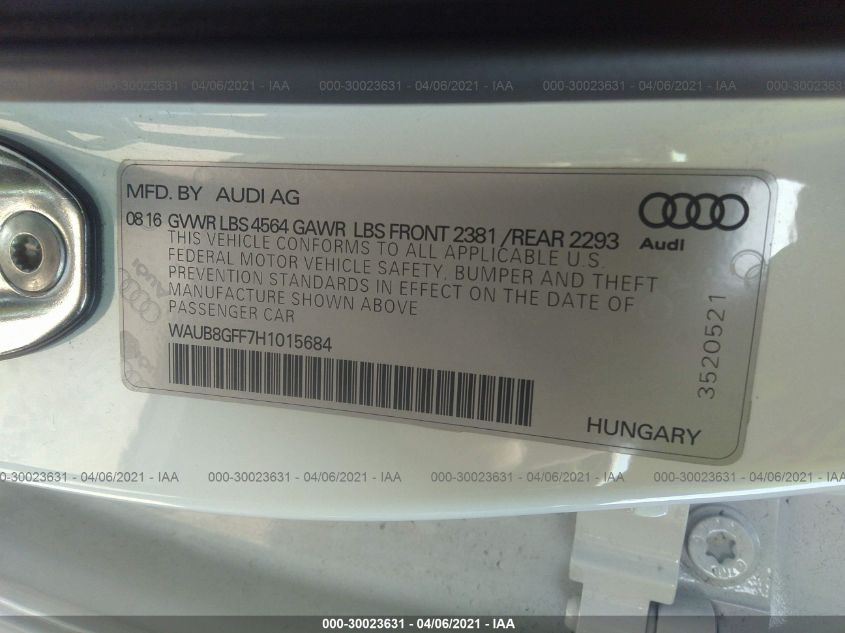 000-30023631 - 04/06/2021 - IAA 000-30023631 - 04/06/2021 - IAA 000-30023631 - 04/06/2021 - IAA
MFD. BY AUDI AG
08 16 GVWR LBS 4564 GAWR LBS FRONT 2381 /REAR 2293
THIS VEHICLE CONFORMS TO ALL APPLICABLE U.S.
FEDERAL MOTOR VEHICLE SAFETY, BUMPER AND THEFT
PREVENTION STANDARDS IN EFFECT ON THE DATE OF
MANUFACTURE SHOWN ABOVE
PASSENGER CAR
WAUB8GFF7H1015684
Audi
Audi
3520521
HUNGARY
000-30023631 - 04/06/2021 - IAA 000-30023631 - 04/06/2021 - IAA 000-30023631 - 04/06/2021 - IAA
000-30023631 - 04/06/2021 - IAA